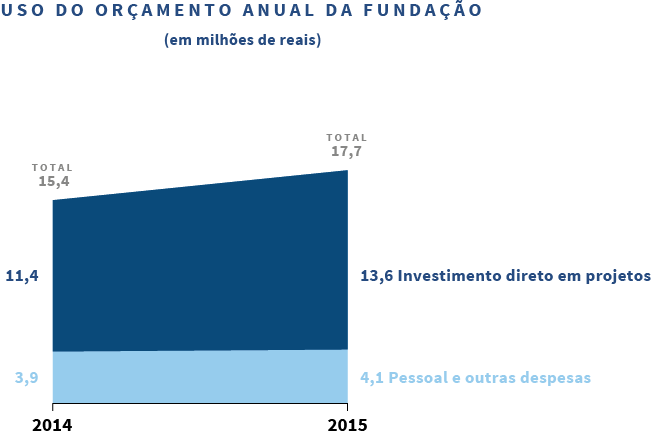 USO DO ORÇAMENTO ANUAL DA FUNDAÇÃO
(em milhões de reais)
TOTAL
17,7
TOTAL
15,4
11,4
13,6 Investimento direto em projetos
3,9
4,1 Pessoal e outras despesas
2014
2015